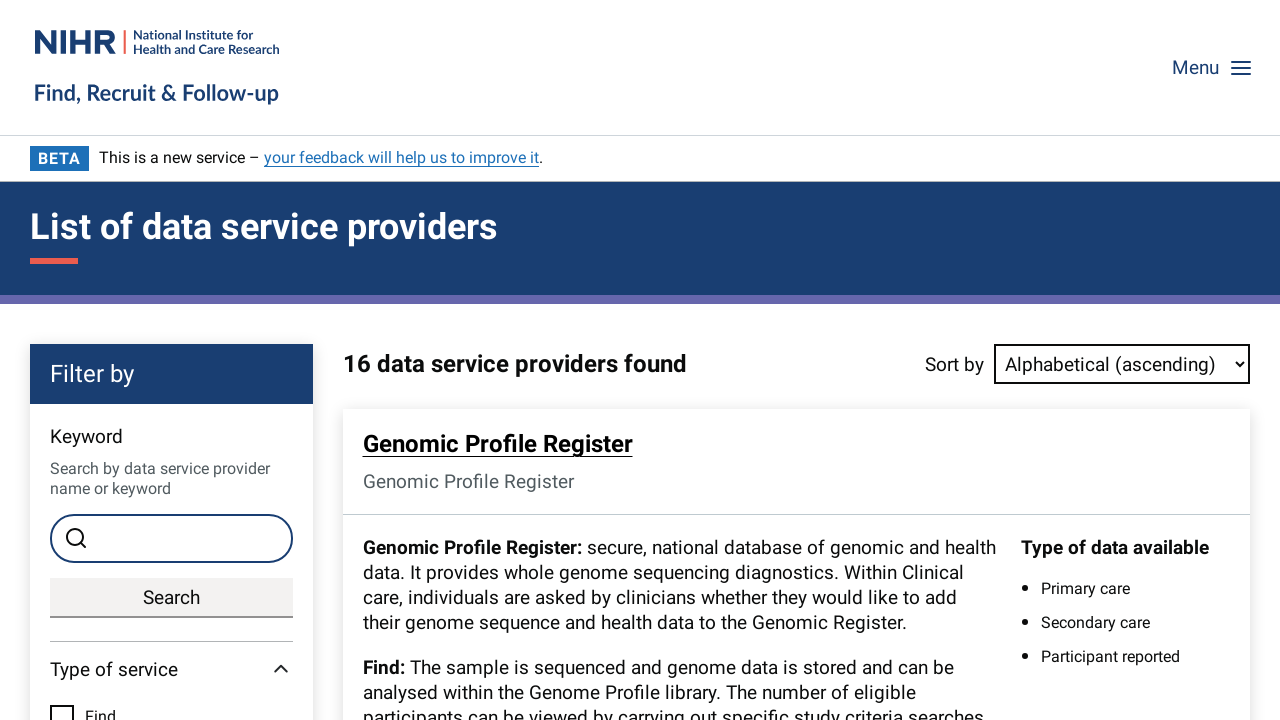 NIHR | National Institute for
Health and Care Research
Find, Recruit & Follow-up
Menu
BETA This is a new service – your feedback will help us to improve it.
List of data service providers
Filter by
Keyword
Search by data service provider
name or keyword
Search
Type of service
Find
16 data service providers found
Sort by Alphabetical (ascending)
Genomic Profile Register
Genomic Profile Register
Genomic Profile Register: secure, national database of genomic and health
data. It provides whole genome sequencing diagnostics. Within Clinical
care, individuals are asked by clinicians whether they would like to add
their genome sequence and health data to the Genomic Register.
Find: The sample is sequenced and genome data is stored and can be
analysed within the Genome Profile library. The number of eligible
participants can be viewed by carrying out specific study criteria searches
Type of data available
Primary care
Secondary care
Participant reported